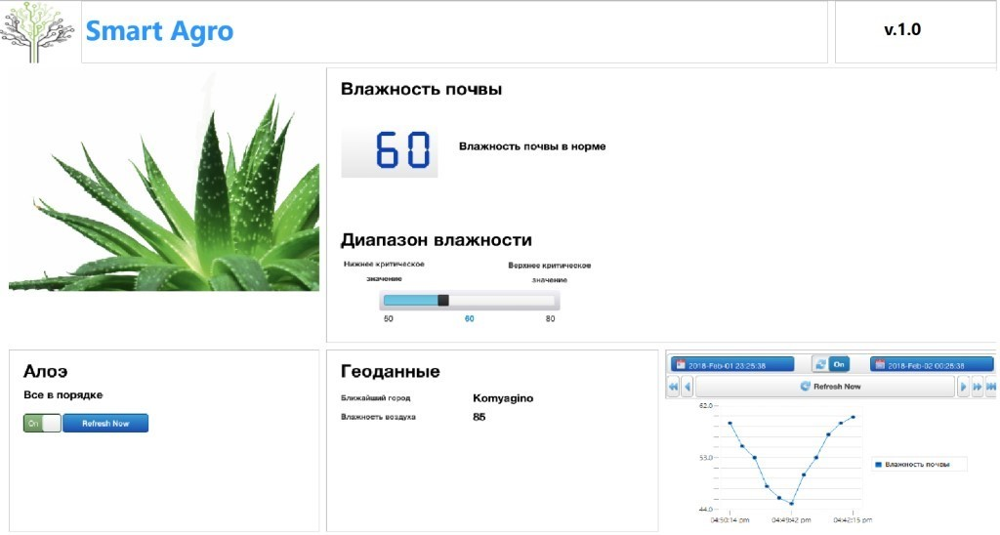 Smart Agro
v.1.0
Влажность почвы
60
Влажность почвы в норме
Диапазон влажности
Нижнее критическое
значение
Верхнее критическое
значение
50
60
80
Алоэ
Все в порядке
On
Refresh Now
Геоданные
Ближайший город
Komyagino
Влажность воздуха
85
2018-Feb-01 23:25:38
On
2018-Feb-02 00:25:38
Refresh Now
62.0
53.0
44.0
04:50:14 pm
04:49:42 pm
04:42:15 pm
Влажность почвы